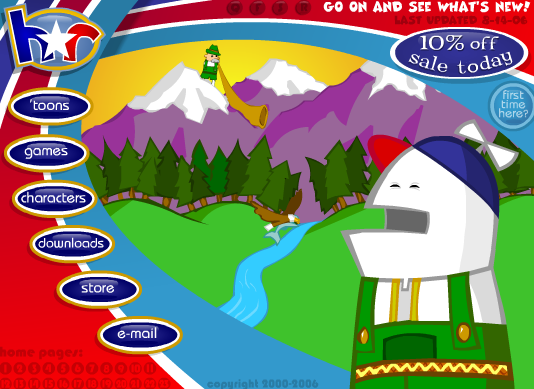 GO ON AND SEE WHAT'S NEW!
LAST UPDATED 8-14-06
h★r
10% off
sale today
first
time
here?
'toons
games
characters
downloads
store
e-mail
home pages:
copyright 2000-2006